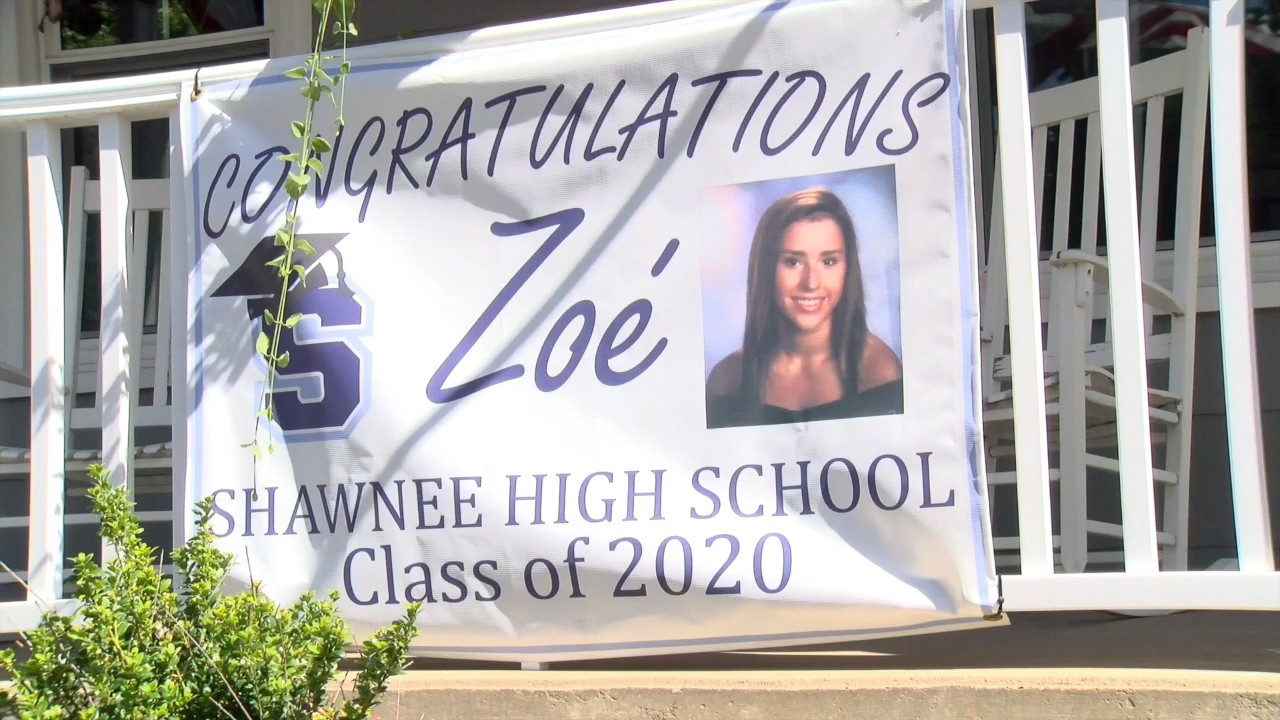 CONGRATULATIONS
Zoé
S
SHAWNEE HIGH SCHOOL
Class of 2020